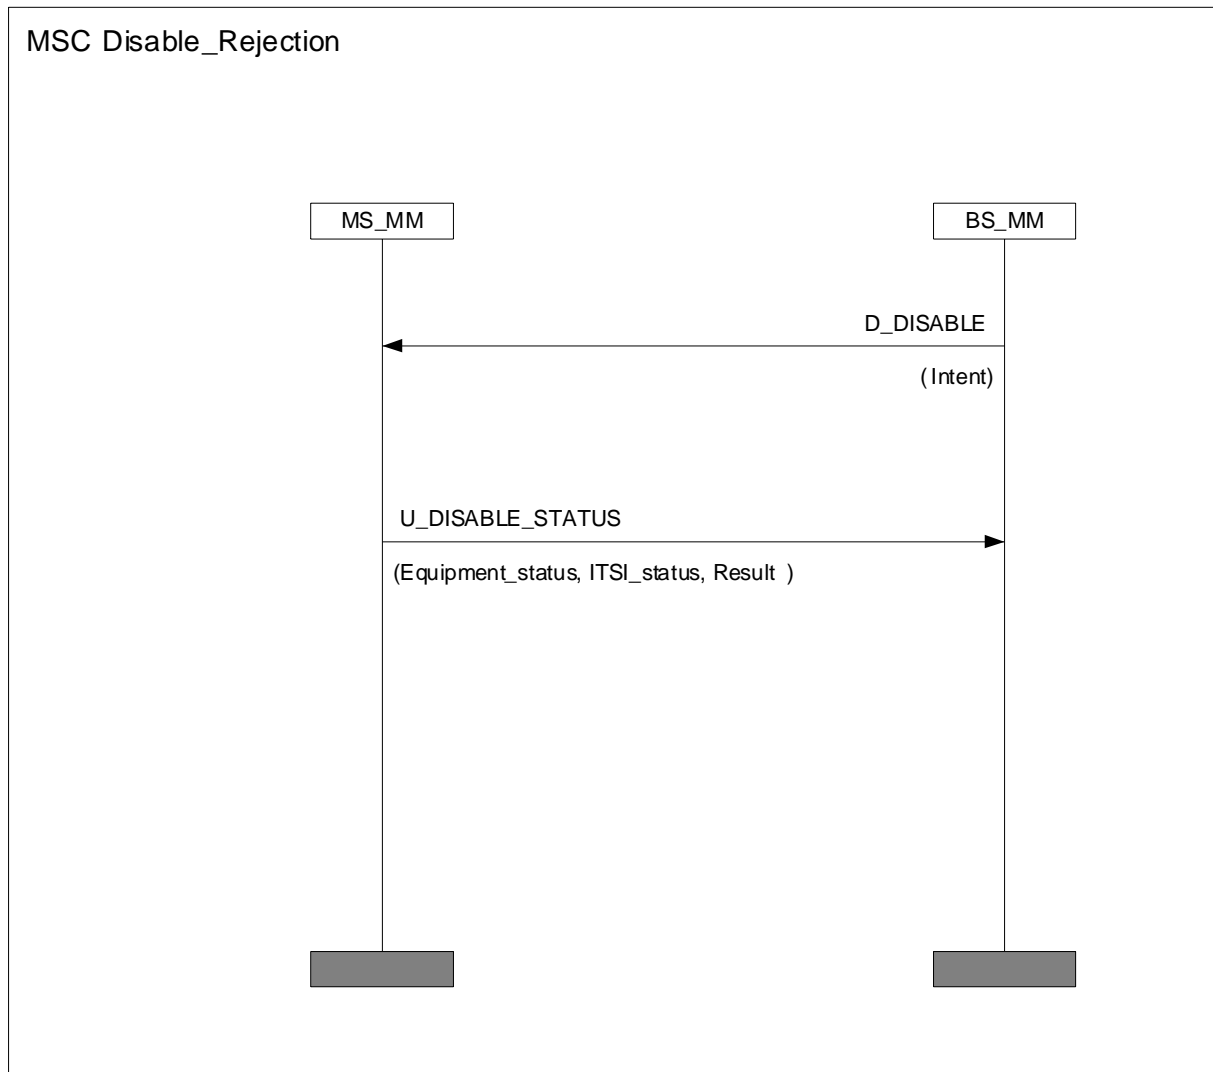 MSC Disable_Rejection
MS_MM
BS_MM
D_DISABLE
(Intent)
U_DISABLE_STATUS
(Equipment_status, ITSI_status, Result )